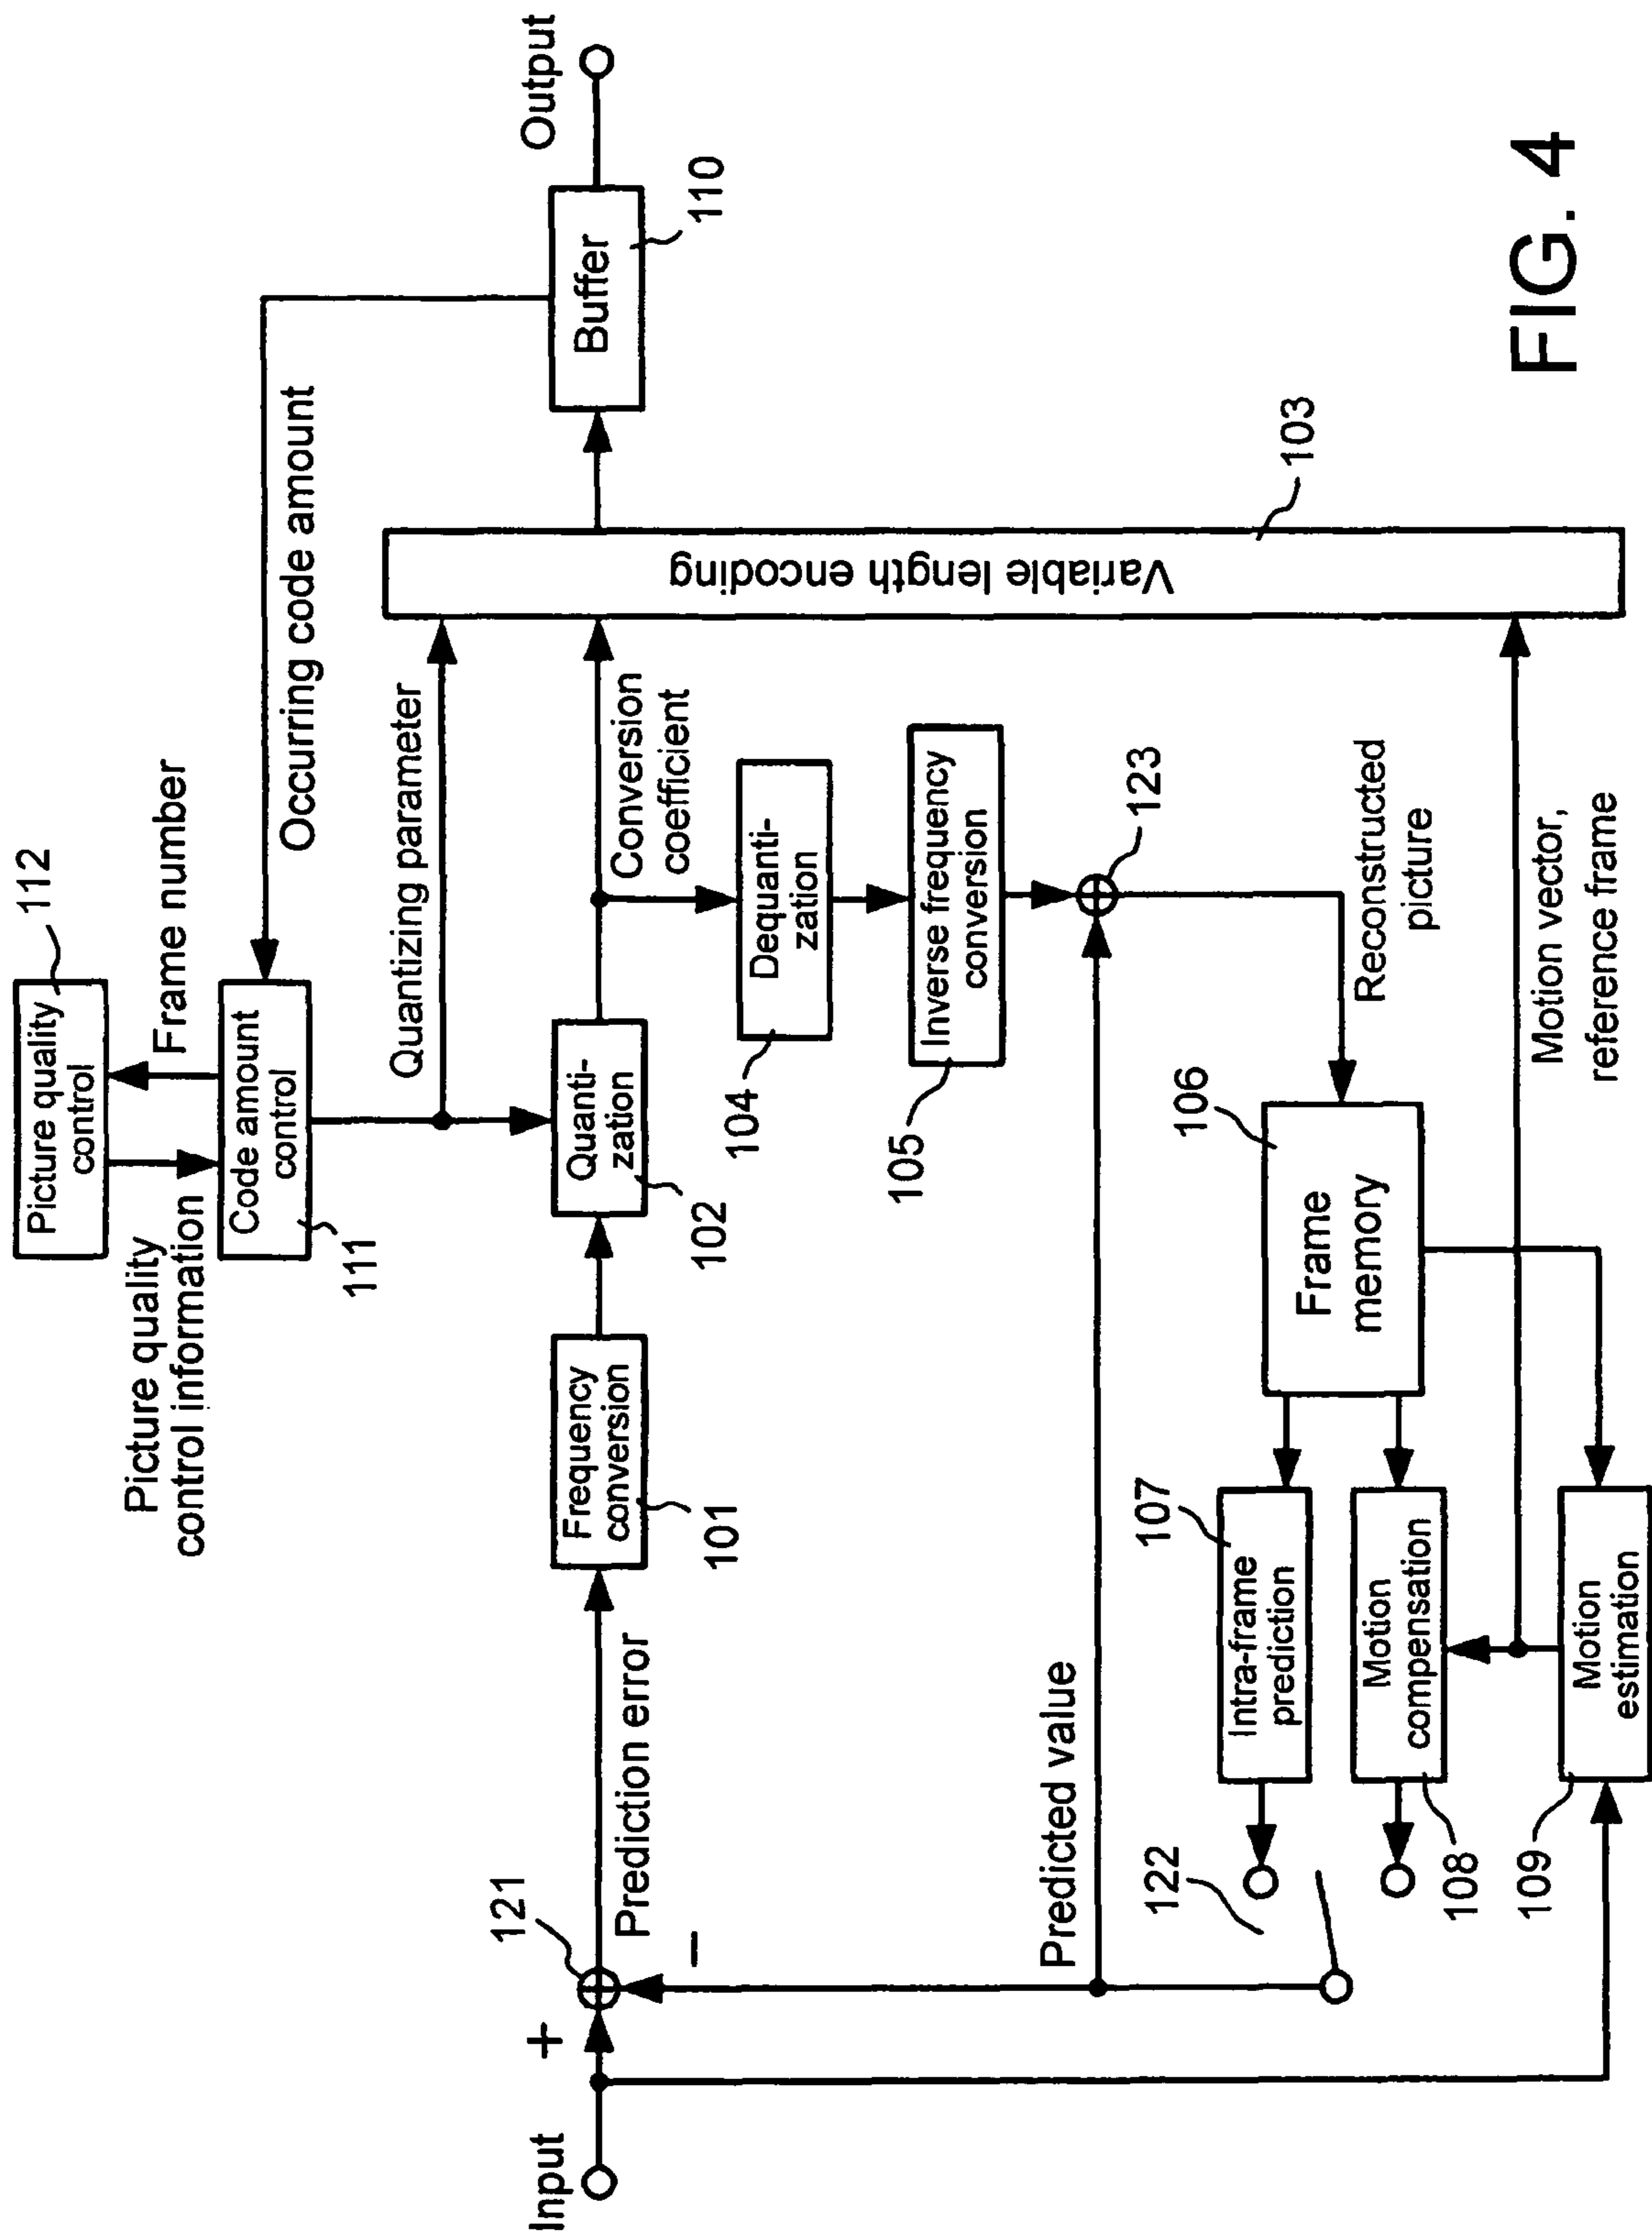 Picture quality
control
112
Frame number
Picture quality
control information
Code amount
control
111
Occurring code amount
Quantizing parameter
Input
+
121
−
Prediction error
Frequency
conversion
101
Quanti-
zation
102
Conversion
coefficient
Variable length encoding
103
Buffer
110
Output
Dequanti-
zation
104
Inverse frequency
conversion
105
123
Predicted value
Reconstructed
picture
Frame
memory
106
107
Intra-frame
prediction
122
Motion
compensation
108
Motion
estimation
109
Motion vector,
reference frame
FIG. 4